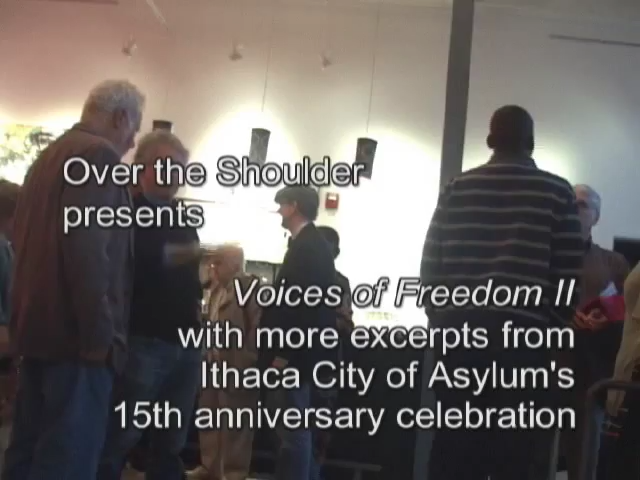 Over the Shoulder
presents
Voices of Freedom II
with more excerpts from
Ithaca City of Asylum's
15th anniversary celebration